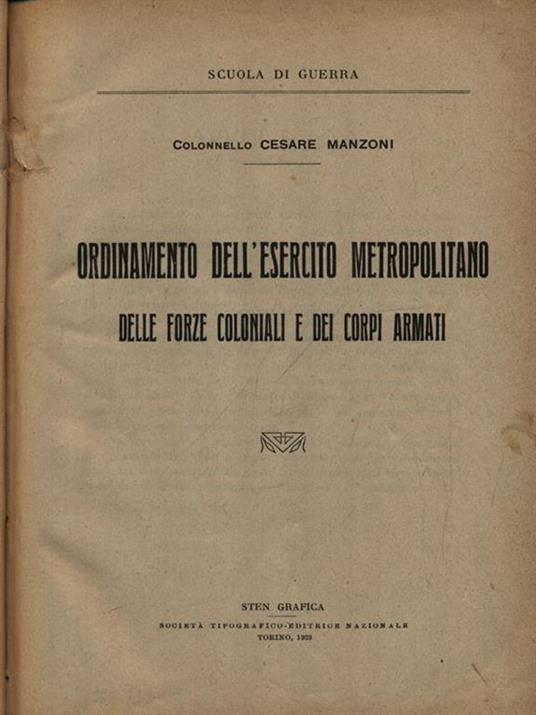 SCUOLA DI GUERRA
COLONNELLO CESARE MANZONI
ORDINAMENTO DELL'ESERCITO METROPOLITANO
DELLE FORZE COLONIALI E DEI CORPI ARMATI
STEN GRAFICA
SOCIETÀ TIPOGRAFICO-EDITRICE NAZIONALE
TORINO,